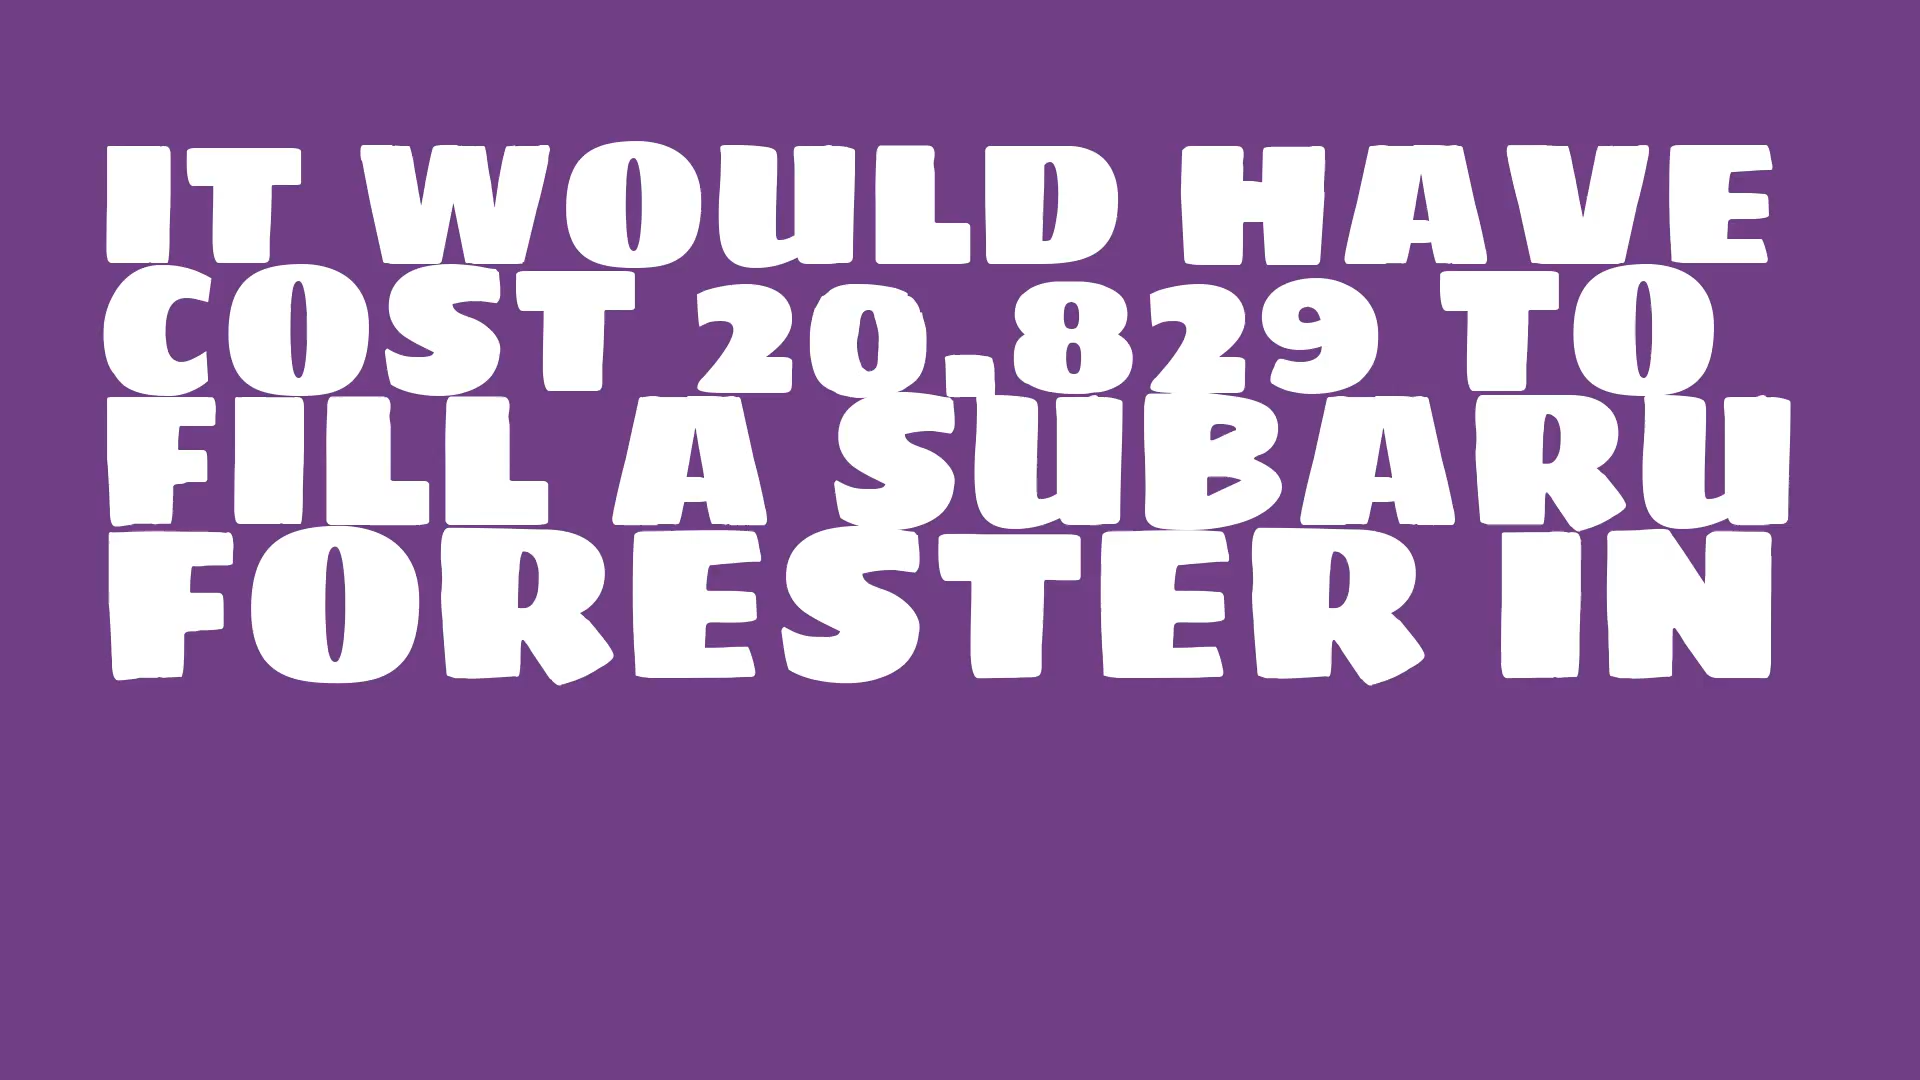 IT WOULD HAVE
COST 20,829 TO
FILL A SUBARU
FORESTER IN